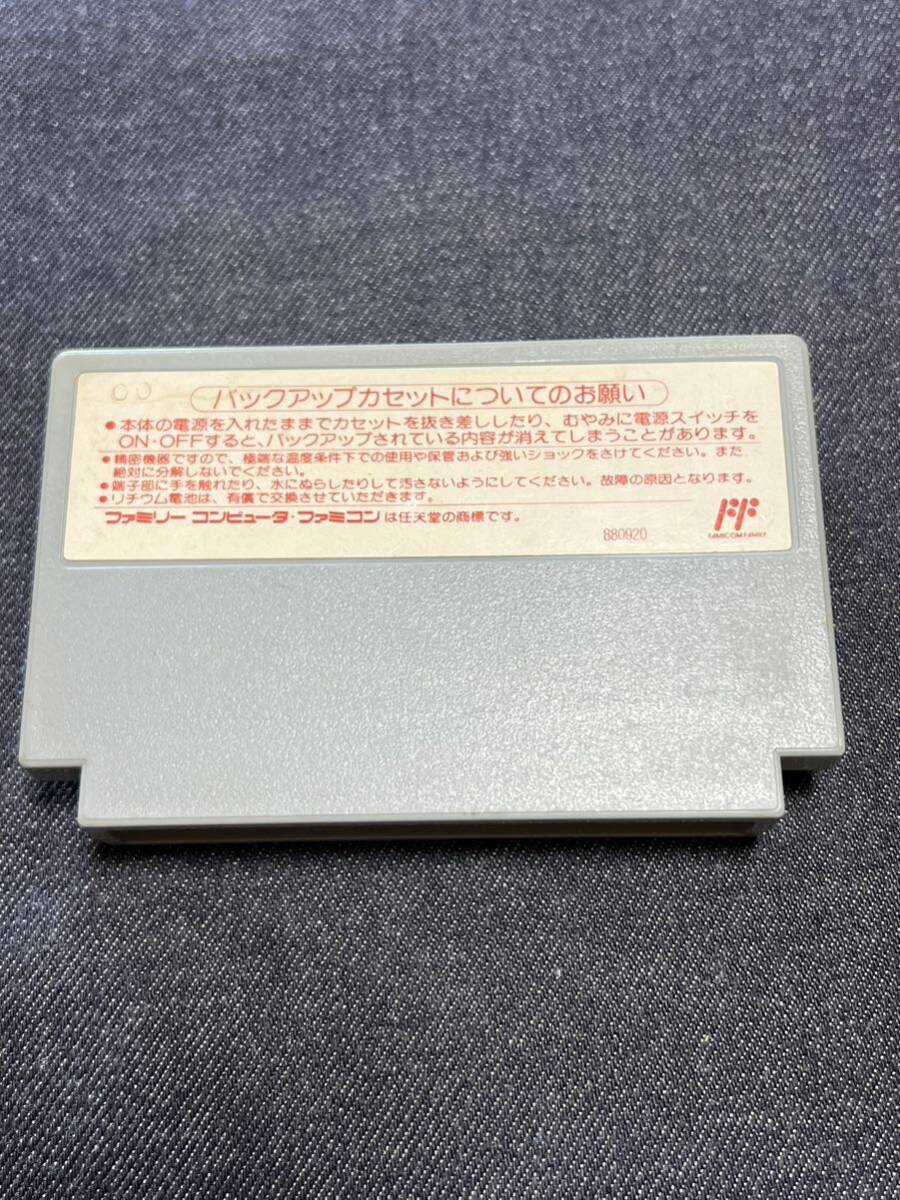 バックアップカセットについてのお願い
●本体の電源を入れたままでカセットを抜き差ししたり、むやみに電源スイッチを
ON・OFFすると、バックアップされている内容が消えてしまうことがあります。
●精密機器ですので、極端な温度条件下での使用や保管および強いショックをさけてください。また
絶対に分解しないでください。
●端子部に手を触れたり、水にぬらしたりして汚さないようにしてください。故障の原因となります。
●リチウム電池は、有償で交換させていただきます。
ファミリー コンピュータ・ファミコンは任天堂の商標です。
880920
FAMICOM FAMILY